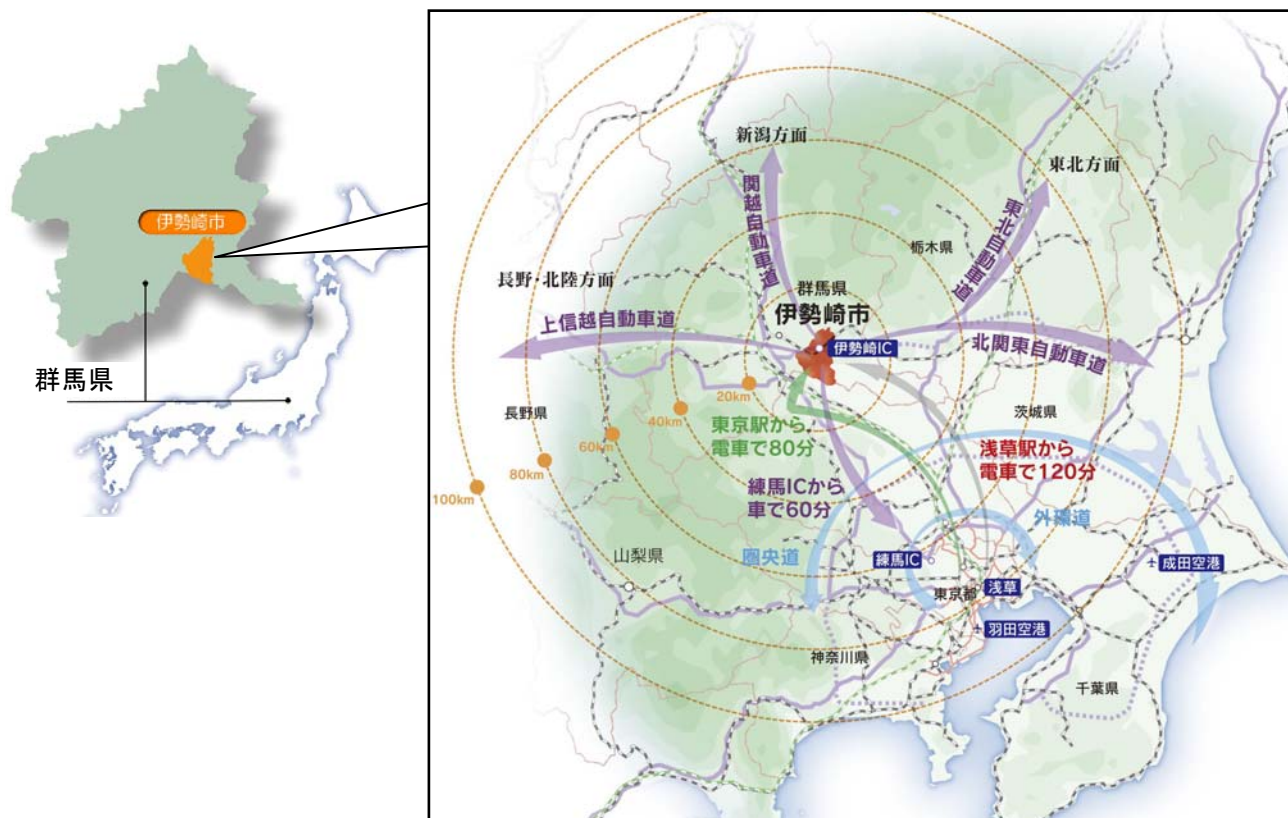 伊勢崎市
群馬県
新潟方面
関越自動車道
東北方面
東北自動車道
栃木県
長野・北陸方面
上信越自動車道
群馬県
伊勢崎市
伊勢崎IC
北関東自動車道
20km
40km
60km
80km
100km
長野県
茨城県
東京駅から
電車で80分
浅草駅から
電車で120分
練馬ICから
車で60分
外環道
圏央道
山梨県
練馬IC
成田空港
東京都
浅草
羽田空港
神奈川県
千葉県